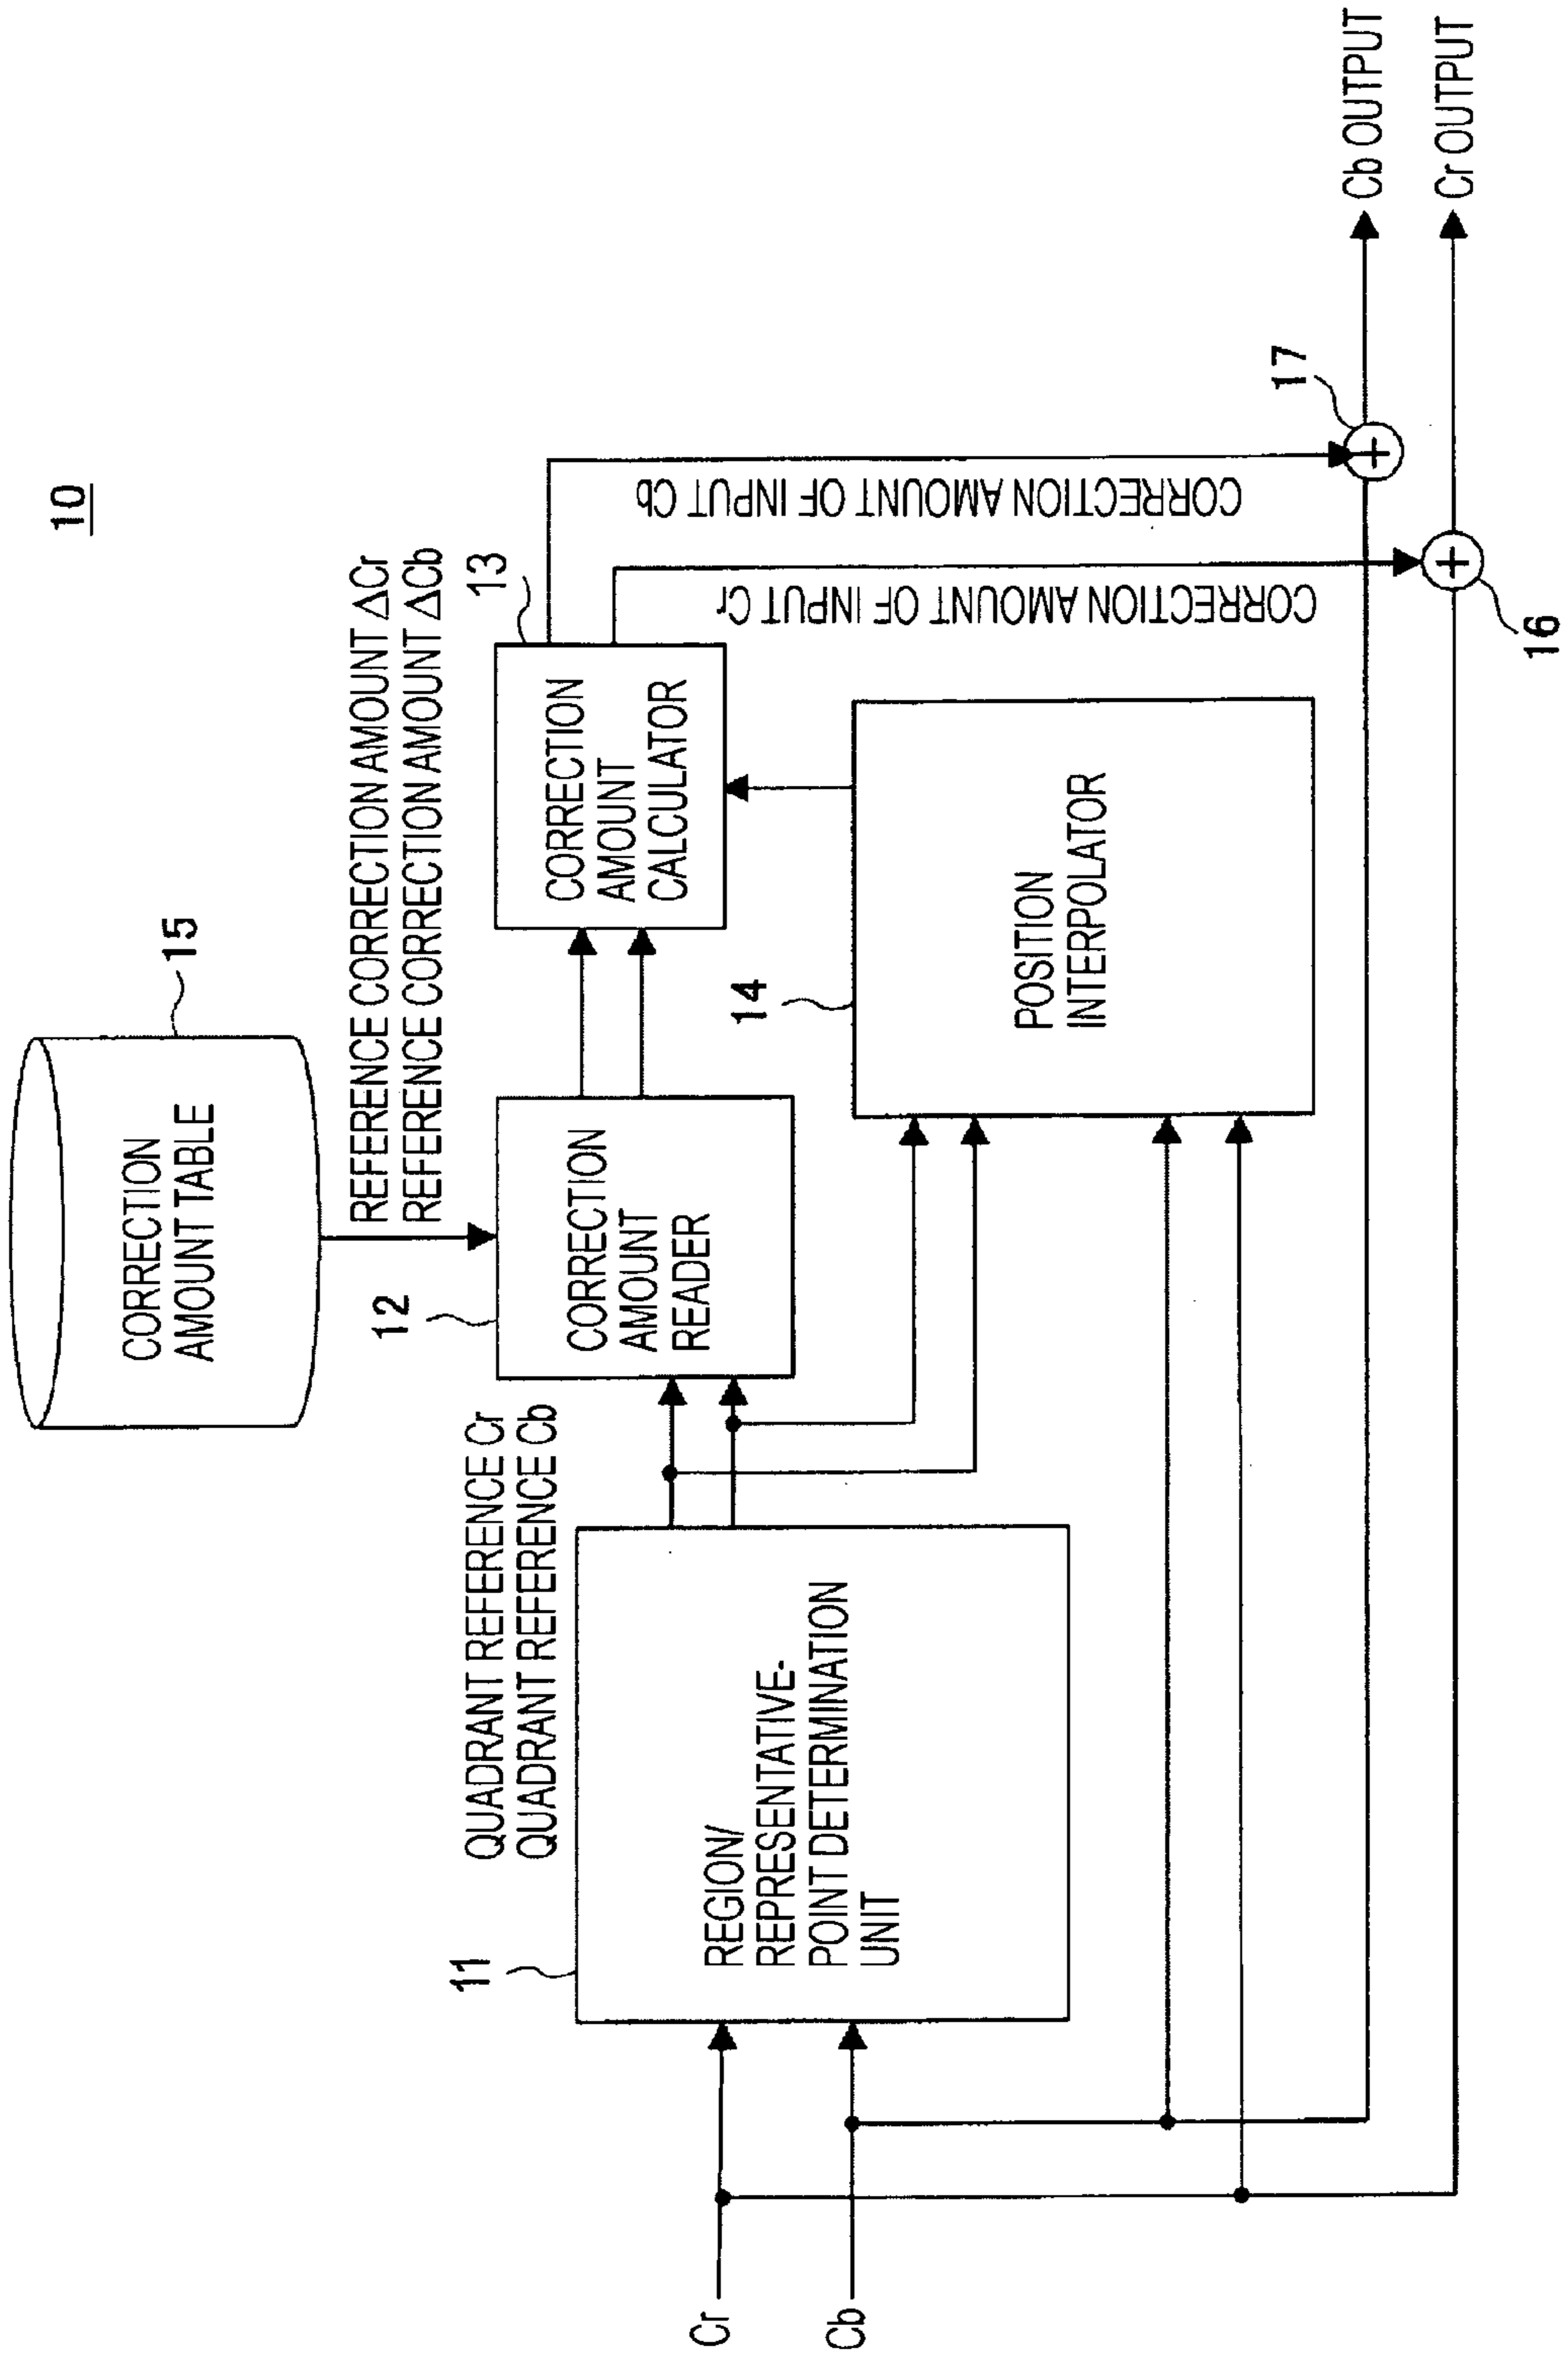 10
CORRECTION
AMOUNT TABLE
15
REFERENCE CORRECTION AMOUNT ΔCr
REFERENCE CORRECTION AMOUNT ΔCb
QUADRANT REFERENCE Cr
QUADRANT REFERENCE Cb
12
CORRECTION
AMOUNT
READER
13
CORRECTION
AMOUNT
CALCULATOR
11
REGION/
REPRESENTATIVE-
POINT DETERMINATION
UNIT
14
POSITION
INTERPOLATOR
CORRECTION AMOUNT OF INPUT Cb
CORRECTION AMOUNT OF INPUT Cr
Cr
Cb
17
Cb OUTPUT
16
Cr OUTPUT